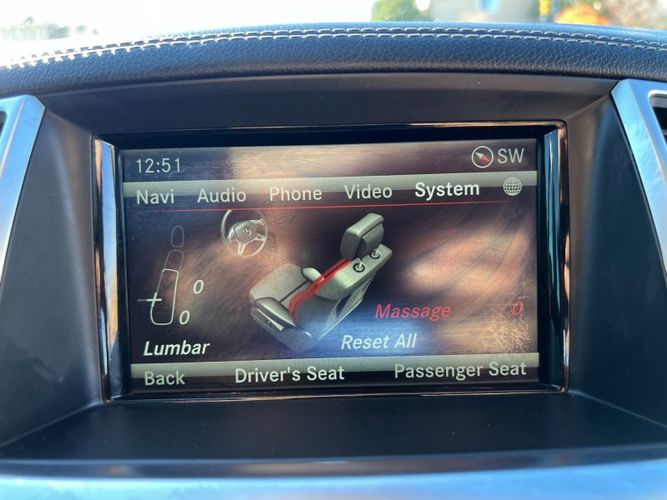 12:51 SW
Navi Audio Phone Video System
0
0
Massage 0
Lumbar Reset All
Back Driver's Seat Passenger Seat